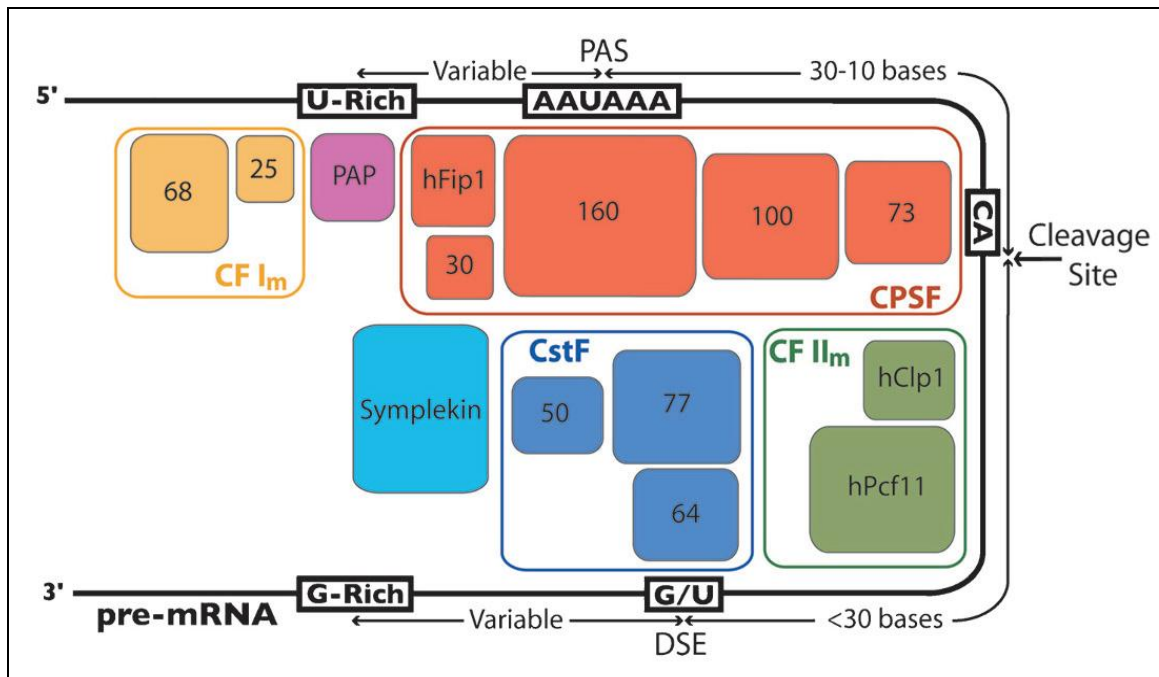 PAS
Variable
30-10 bases
5'
U-Rich
AAUAAA
68
25
PAP
hFip1
30
160
100
73
CA
Cleavage
Site
CF Im
CPSF
Symplekin
CstF
50
77
64
CF IIm
hClp1
hPcf11
3'
pre-mRNA
G-Rich
G/U
Variable
<30 bases
DSE